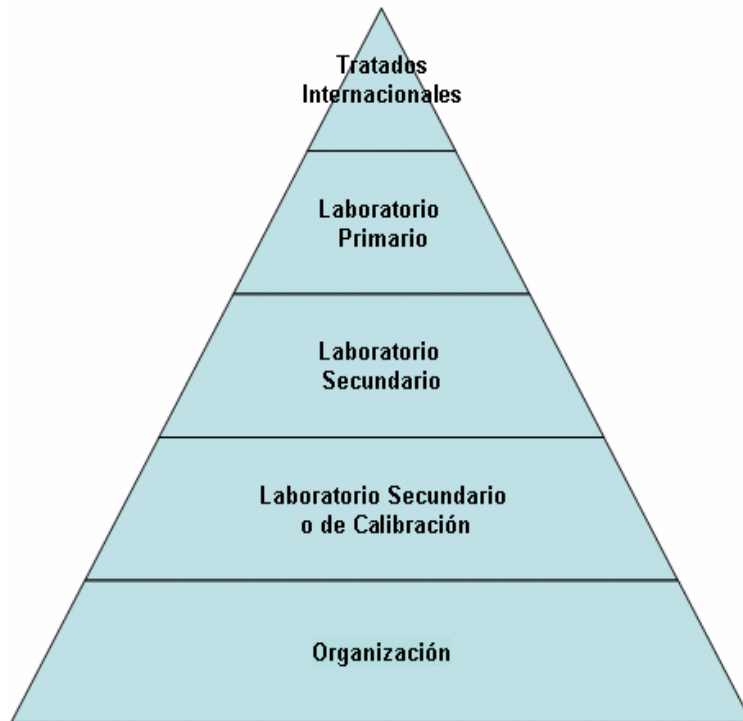 Tratados
Internacionales
Laboratorio
Primario
Laboratorio
Secundario
Laboratorio Secundario
o de Calibración
Organización